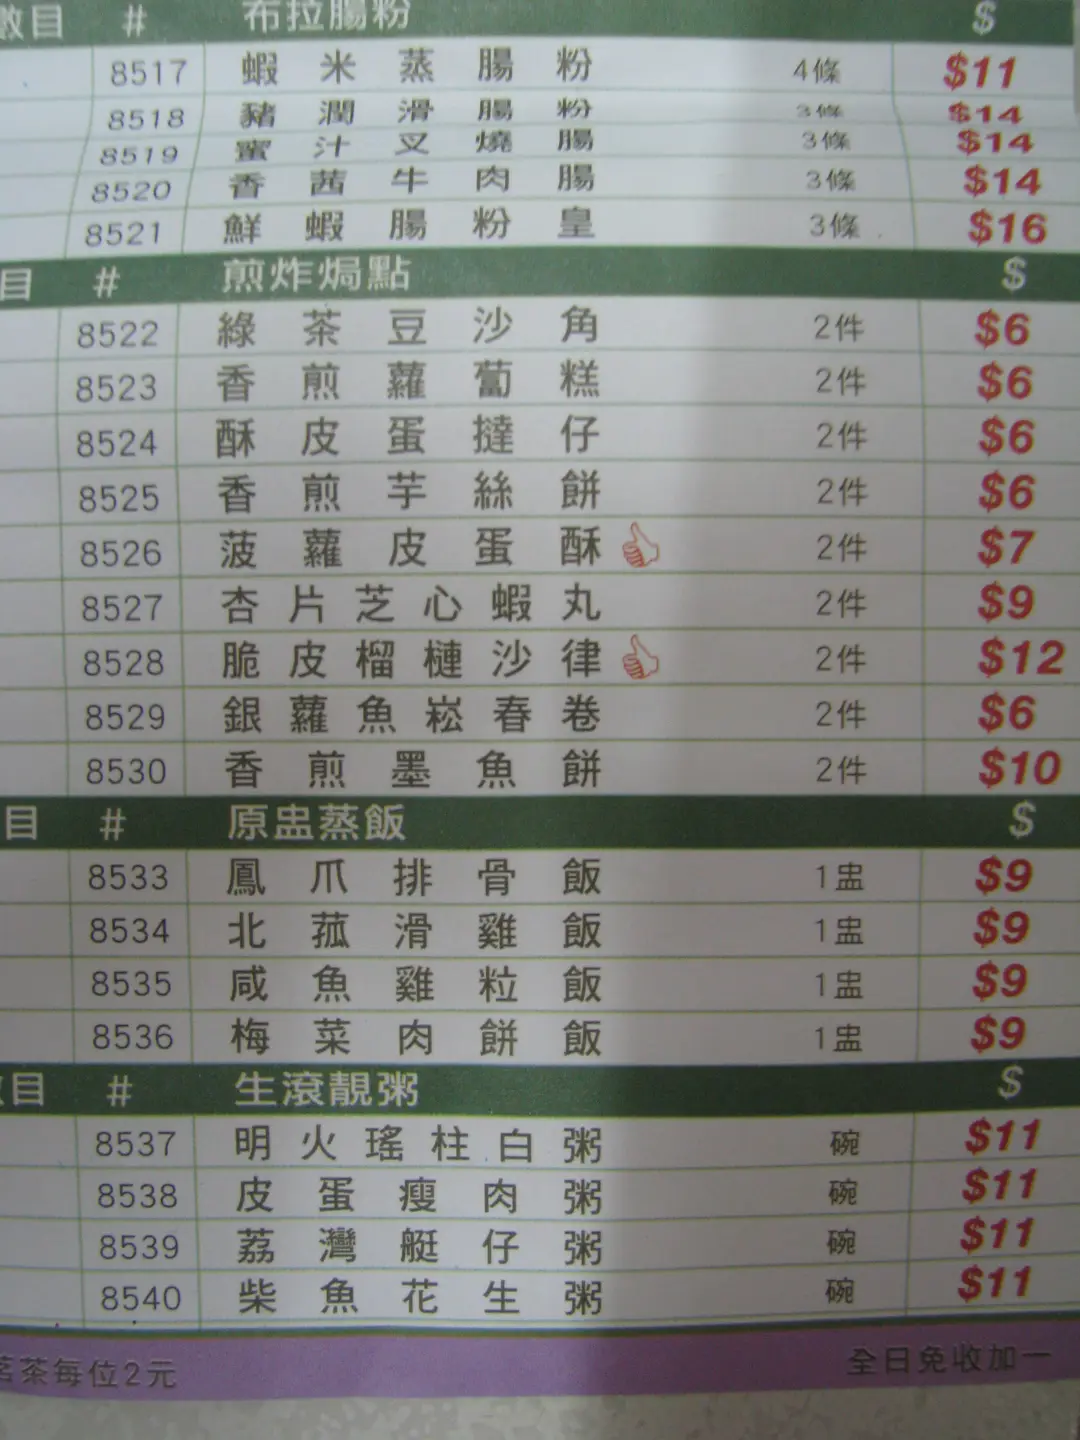 數目 # 布拉腸粉 $
8517 蝦米蒸腸粉 4條 $11
8518 豬潤滑腸粉 3條 $14
8519 蜜汁叉燒腸 3條 $14
8520 香茜牛肉腸 3條 $14
8521 鮮蝦腸粉皇 3條 $16
目 # 煎炸焗點 $
8522 綠茶豆沙角 2件 $6
8523 香煎蘿蔔糕 2件 $6
8524 酥皮蛋撻仔 2件 $6
8525 香煎芋絲餅 2件 $6
8526 菠蘿皮蛋酥 2件 $7
8527 杏片芝心蝦丸 2件 $9
8528 脆皮榴槤沙律 2件 $12
8529 銀蘿魚崧春卷 2件 $6
8530 香煎墨魚餅 2件 $10
目 # 原盅蒸飯 $
8533 鳳爪排骨飯 1盅 $9
8534 北菰滑雞飯 1盅 $9
8535 咸魚雞粒飯 1盅 $9
8536 梅菜肉餅飯 1盅 $9
數目 # 生滾靚粥 $
8537 明火瑤柱白粥 碗 $11
8538 皮蛋瘦肉粥 碗 $11
8539 荔灣艇仔粥 碗 $11
8540 柴魚花生粥 碗 $11
茗茶每位2元 全日免收加一